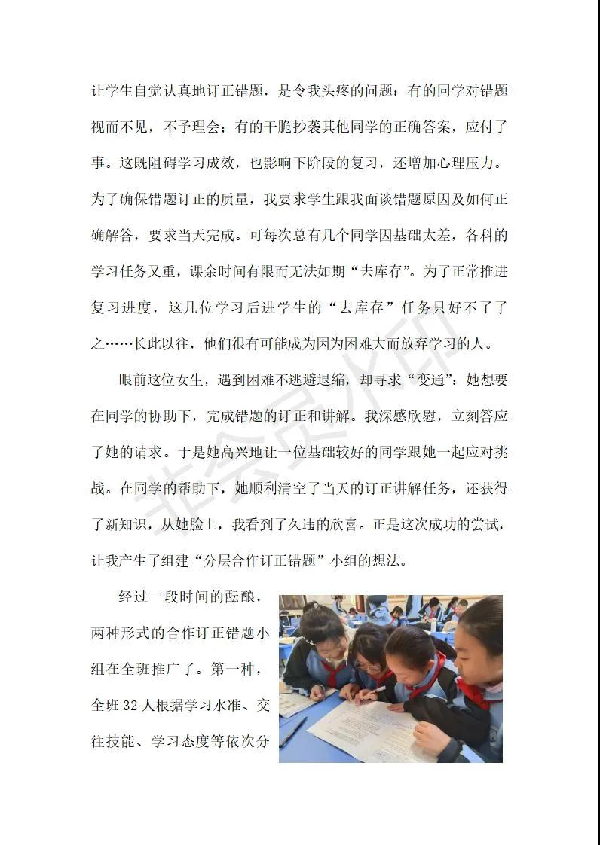 让学生自觉认真地订正错题，是令我头疼的问题：有的同学对错题
视而不见，不予理会；有的干脆抄袭其他同学的正确答案，应付了
事。这既阻碍学习成效，也影响下阶段的复习，还增加心理压力。
为了确保错题订正的质量，我要求学生跟我面谈错题原因及如何正
确解答，要求当天完成。可每次总有几个同学因基础太差，各科的
学习任务又重，课余时间有限而无法如期“去库存”。为了正常推进
复习进度，这几位学习后进学生的“去库存”任务只好不了了
之……长此以往，他们很有可能成为因为困难大而放弃学习的人。
眼前这位女生，遇到困难不逃避退缩，却寻求“变通”：她想要
在同学的协助下，完成错题的订正和讲解。我深感欣慰，立刻答应
了她的请求。于是她高兴地让一位基础较好的同学跟她一起应对挑
战。在同学的帮助下，她顺利清空了当天的订正讲解任务，还获得
了新知识，从她脸上，我看到了久违的欣喜。正是这次成功的尝试，
让我产生了组建“分层合作订正错题”小组的想法。
经过一段时间的酝酿，
两种形式的合作订正错题小
组在全班推广了。第一种，
全班 32 人根据学习水准、交
往技能、学习态度等依次分
非会员水印